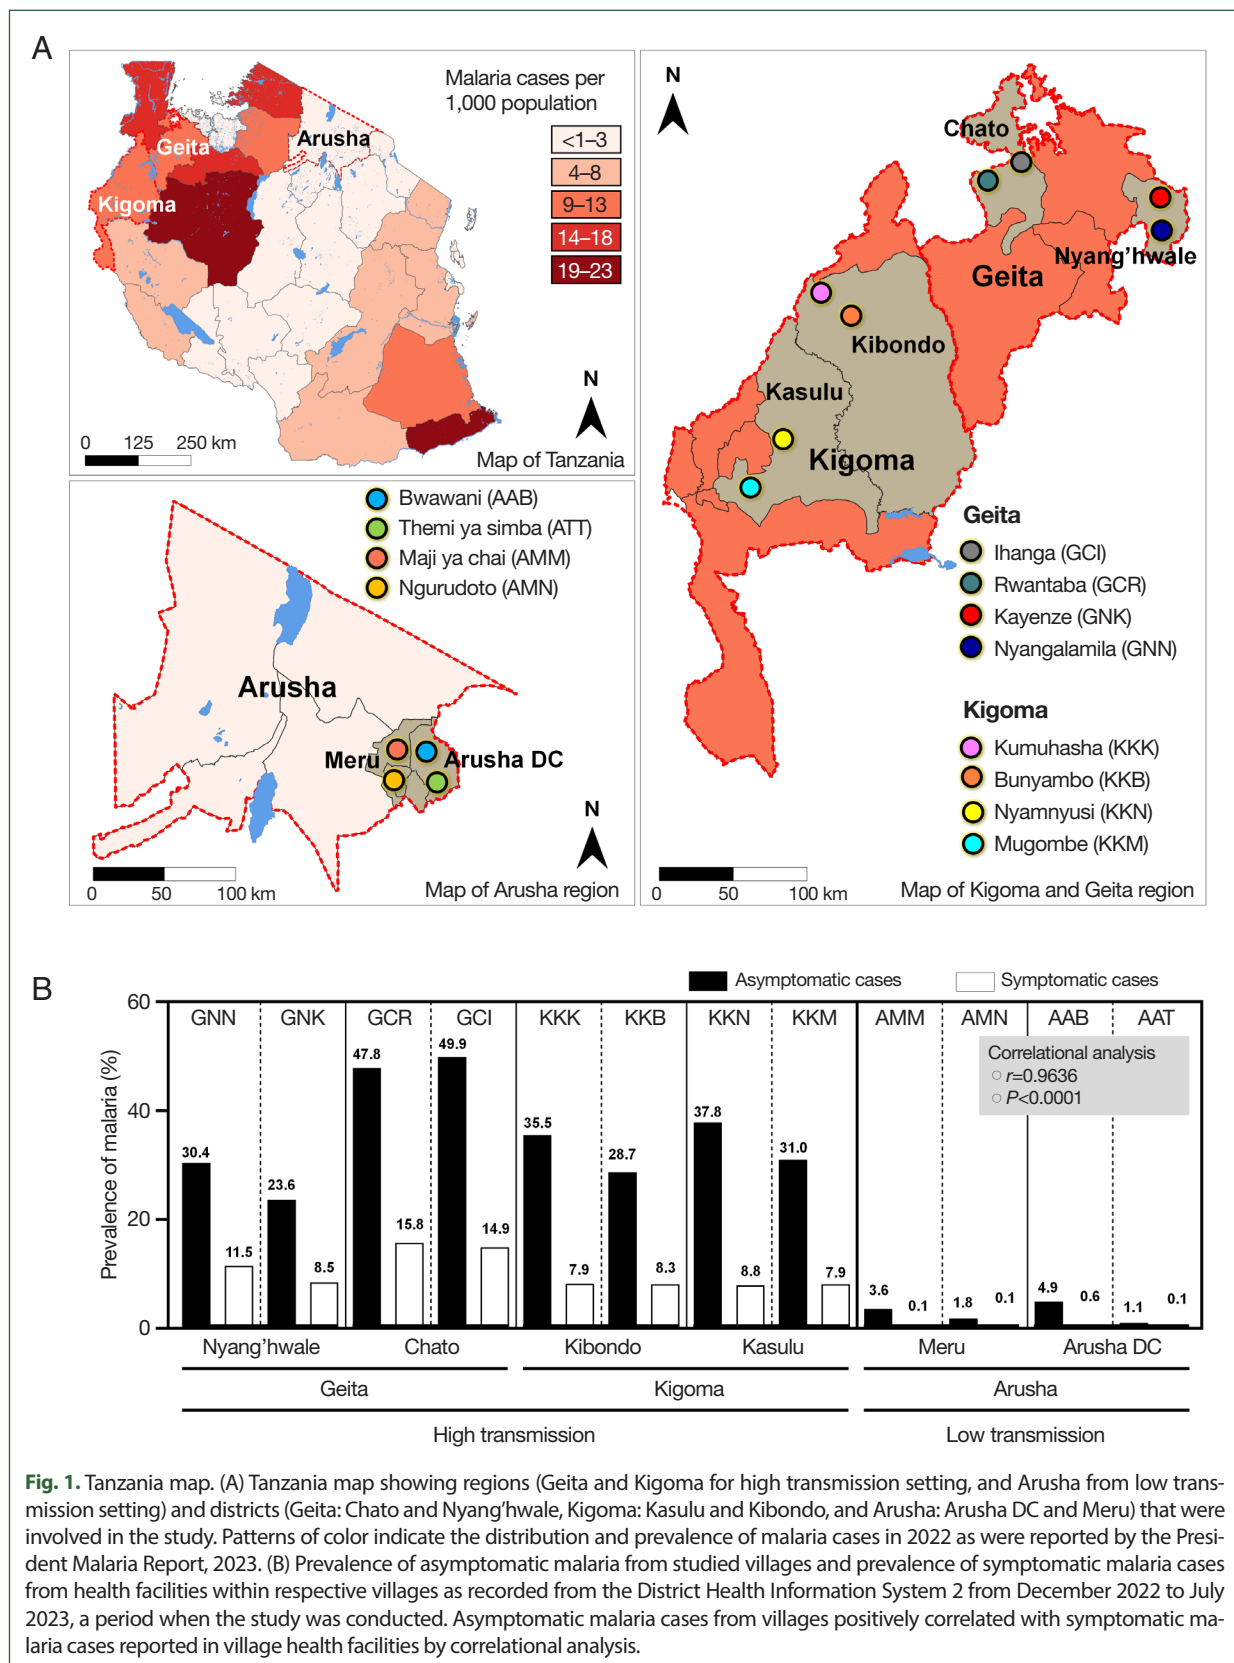 A
Malaria cases per
1,000 population
<1–3
4–8
9–13
14–18
19–23
Geita
Arusha
Kigoma
N
0 125 250 km
Map of Tanzania
Bwawani (AAB)
Themi ya simba (ATT)
Maji ya chai (AMM)
Ngurudoto (AMN)
Arusha
Meru
Arusha DC
N
0 50 100 km
Map of Arusha region
N
Chato
Nyang'hwale
Geita
Kibondo
Kasulu
Kigoma
Geita
Ihanga (GCI)
Rwantaba (GCR)
Kayenze (GNK)
Nyangalamila (GNN)
Kigoma
Kumuhasha (KKK)
Bunyambo (KKB)
Nyamnyusi (KKN)
Mugombe (KKM)
0 50 100 km
Map of Kigoma and Geita region
B
Asymptomatic cases Symptomatic cases
Prevalence of malaria (%)
60
40
20
0
GNN GNK GCR GCI KKK KKB KKN KKM AMM AMN AAB AAT
Correlational analysis
○ r=0.9636
○ P<0.0001
30.4 11.5 23.6 8.5 47.8 15.8 49.9 14.9 35.5 7.9 28.7 8.3 37.8 8.8 31.0 7.9 3.6 0.1 1.8 0.1 4.9 0.6 1.1 0.1
Nyang'hwale Chato Kibondo Kasulu Meru Arusha DC
Geita Kigoma Arusha
High transmission Low transmission
Fig. 1. Tanzania map. (A) Tanzania map showing regions (Geita and Kigoma for high transmission setting, and Arusha from low trans-
mission setting) and districts (Geita: Chato and Nyang'hwale, Kigoma: Kasulu and Kibondo, and Arusha: Arusha DC and Meru) that were
involved in the study. Patterns of color indicate the distribution and prevalence of malaria cases in 2022 as were reported by the Presi-
dent Malaria Report, 2023. (B) Prevalence of asymptomatic malaria from studied villages and prevalence of symptomatic malaria cases
from health facilities within respective villages as recorded from the District Health Information System 2 from December 2022 to July
2023, a period when the study was conducted. Asymptomatic malaria cases from villages positively correlated with symptomatic ma-
laria cases reported in village health facilities by correlational analysis.